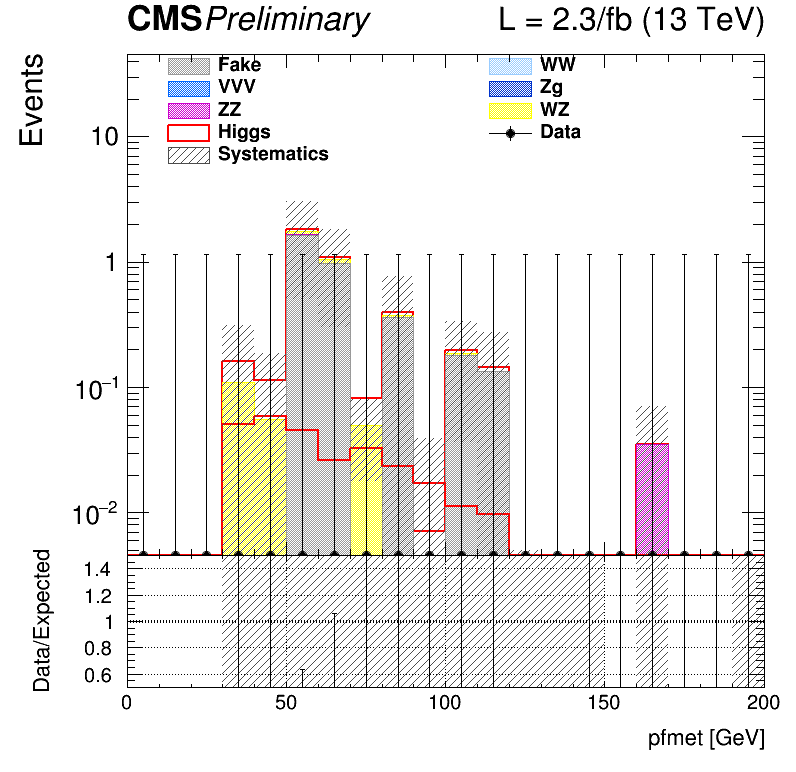 CMS Preliminary L = 2.3/fb (13 TeV)
Events
Fake WW
VVV Zg
ZZ WZ
Higgs Data
Systematics
10
1
10⁻¹
10⁻²
Data/Expected
1.4
1.2
1
0.8
0.6
0 50 100 150 200
pfmet [GeV]